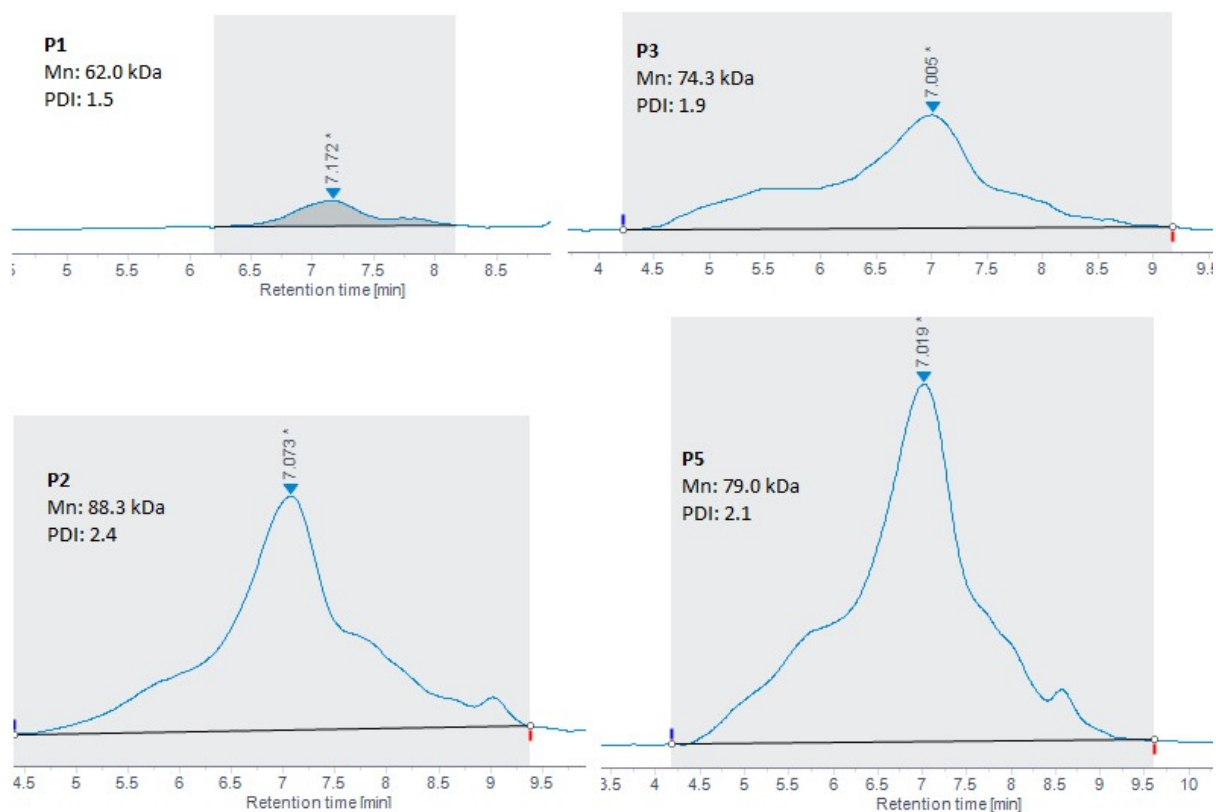 P1
Mn: 62.0 kDa
PDI: 1.5
7.172 *
5 5 5.5 6 6.5 7 7.5 8 8.5
Retention time [min]
P3
Mn: 74.3 kDa
PDI: 1.9
7.005 *
4 4.5 5 5.5 6 6.5 7 7.5 8 8.5 9 9.5
P2
Mn: 88.3 kDa
PDI: 2.4
7.073 *
4.5 5 5.5 6 6.5 7 7.5 8 8.5 9 9.5
Retention time [min]
P5
Mn: 79.0 kDa
PDI: 2.1
7.019 *
3.5 4 4.5 5 5.5 6 6.5 7 7.5 8 8.5 9 9.5 10
Retention time [min]